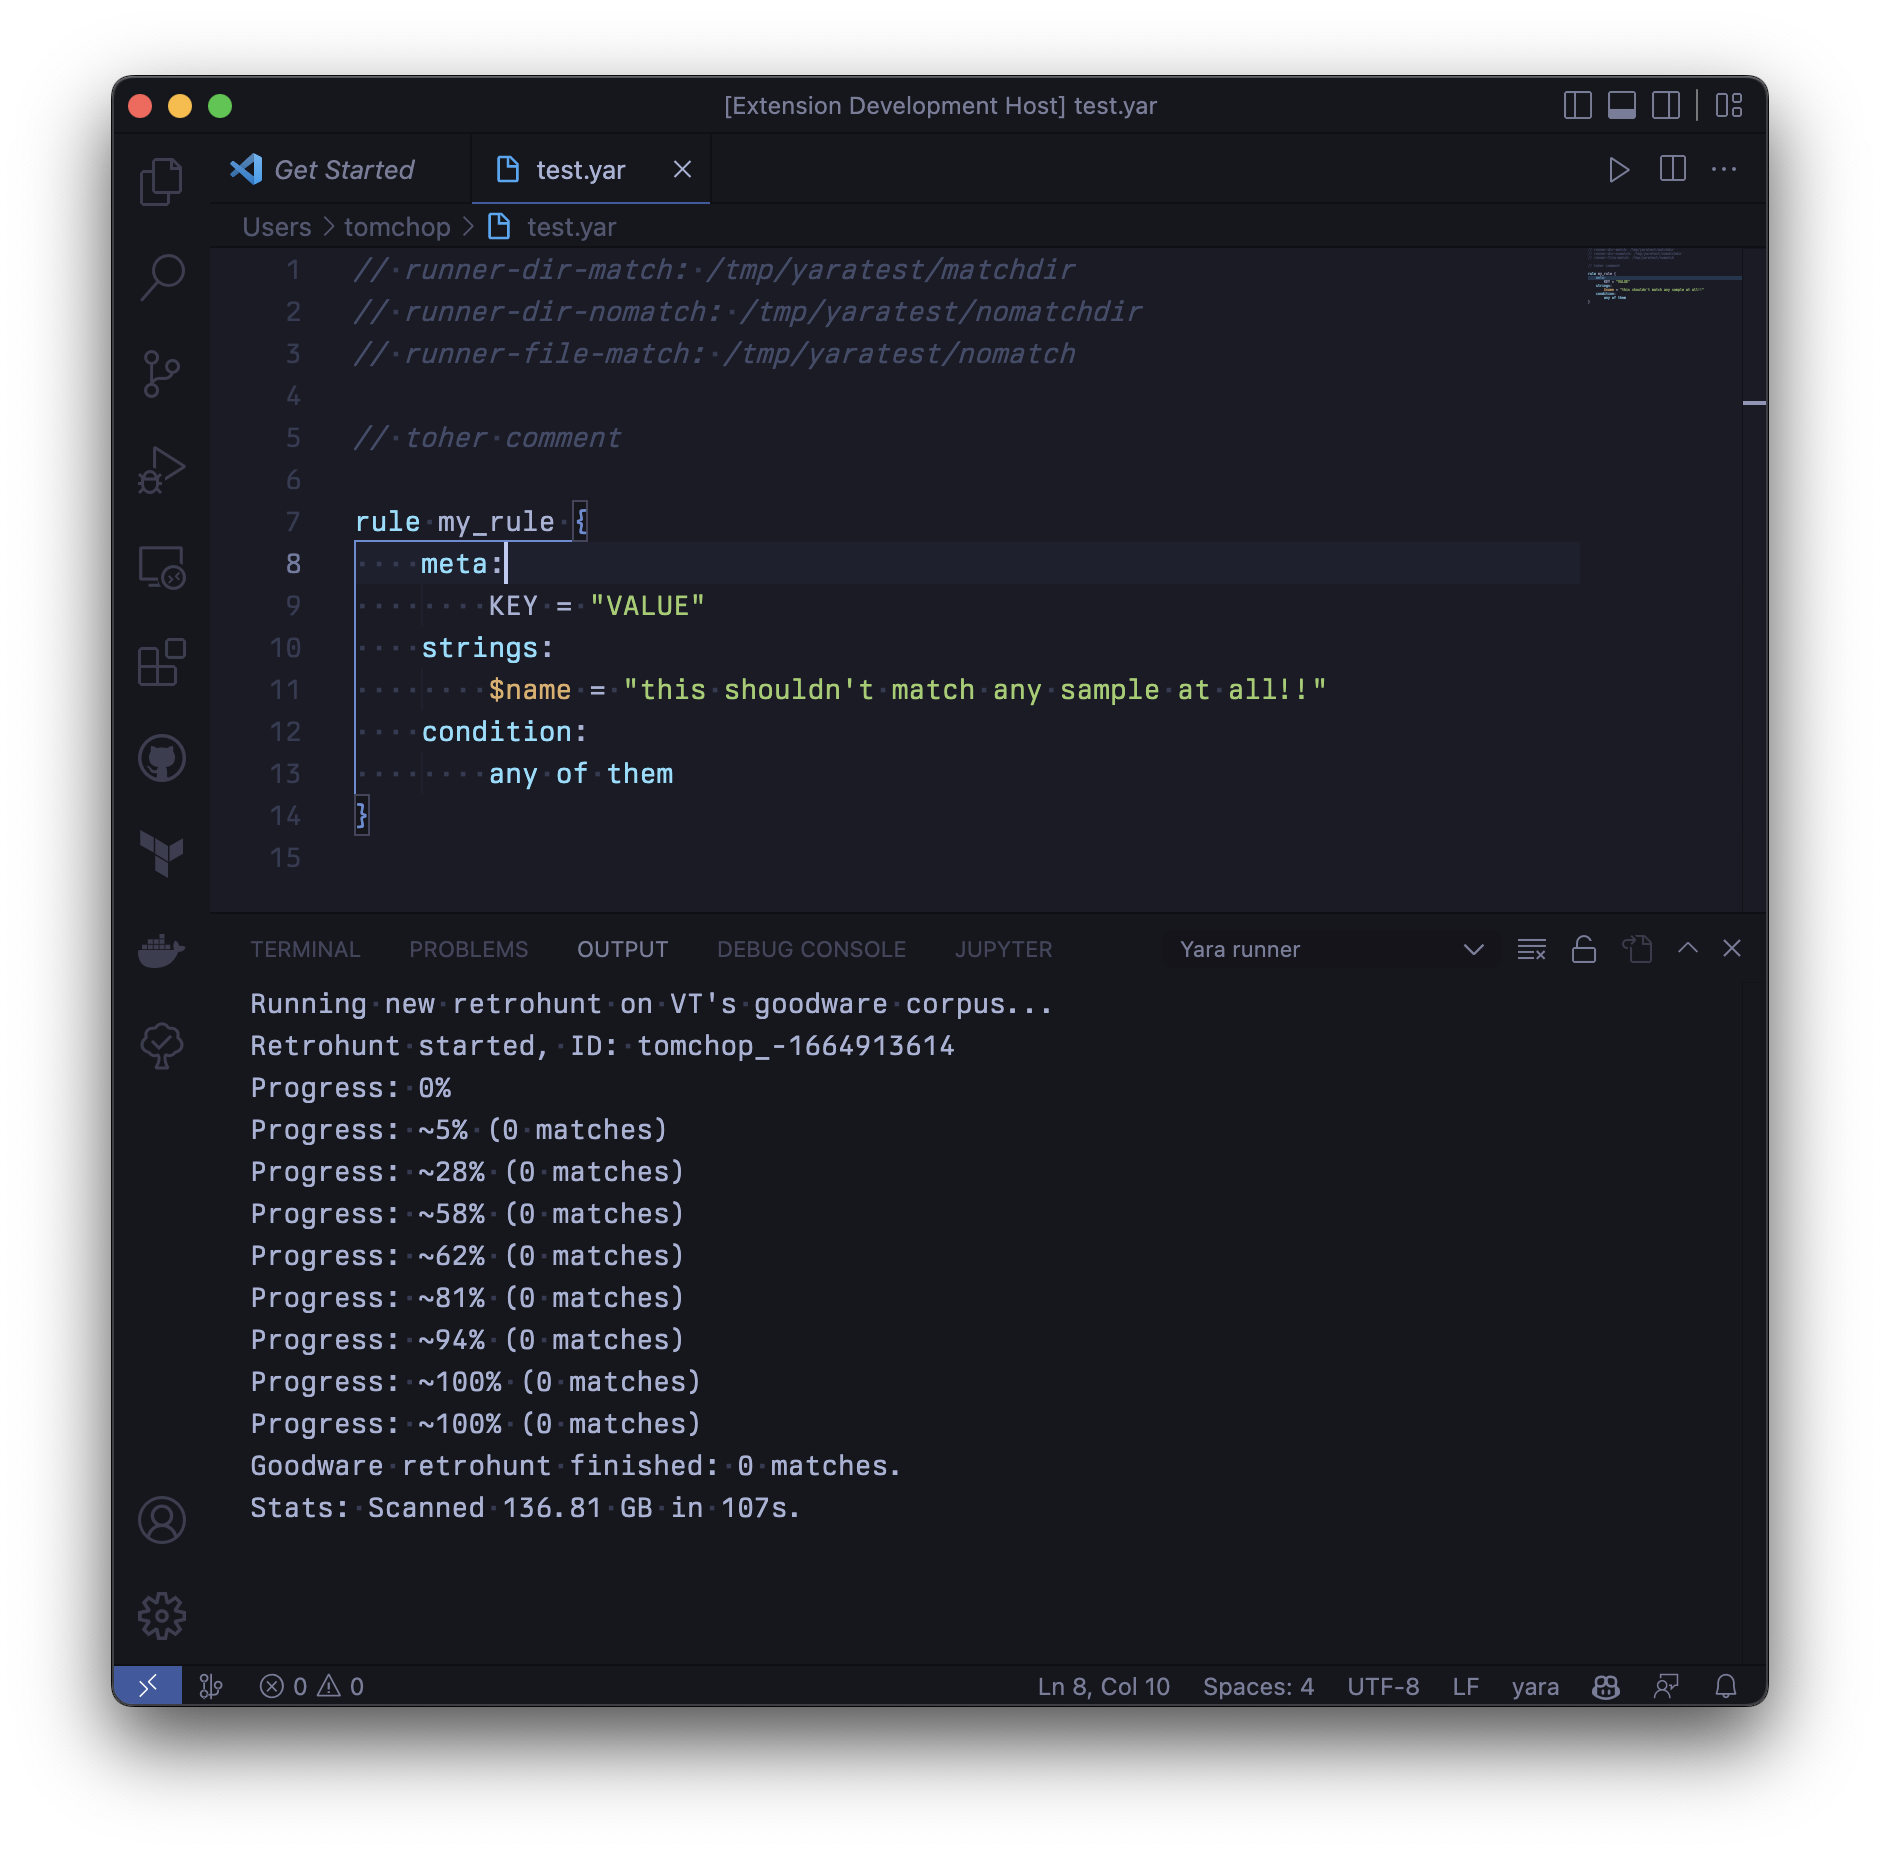 [Extension Development Host] test.yar
Get Started
test.yar
Users > tomchop > test.yar
1 // runner-dir-match: /tmp/yaratest/matchdir
2 // runner-dir-nomatch: /tmp/yaratest/nomatchdir
3 // runner-file-match: /tmp/yaratest/nomatch
4
5 // toher comment
6
7 rule my_rule {
8 meta:
9 KEY = "VALUE"
10 strings:
11 $name = "this shouldn't match any sample at all!!"
12 condition:
13 any of them
14 }
15
TERMINAL PROBLEMS OUTPUT DEBUG CONSOLE JUPYTER Yara runner
Running new retrohunt on VT's goodware corpus...
Retrohunt started, ID: tomchop_-1664913614
Progress: 0%
Progress: ~5% (0 matches)
Progress: ~28% (0 matches)
Progress: ~58% (0 matches)
Progress: ~62% (0 matches)
Progress: ~81% (0 matches)
Progress: ~94% (0 matches)
Progress: ~100% (0 matches)
Progress: ~100% (0 matches)
Goodware retrohunt finished: 0 matches.
Stats: Scanned 136.81 GB in 107s.
0 0 Ln 8, Col 10 Spaces: 4 UTF-8 LF yara